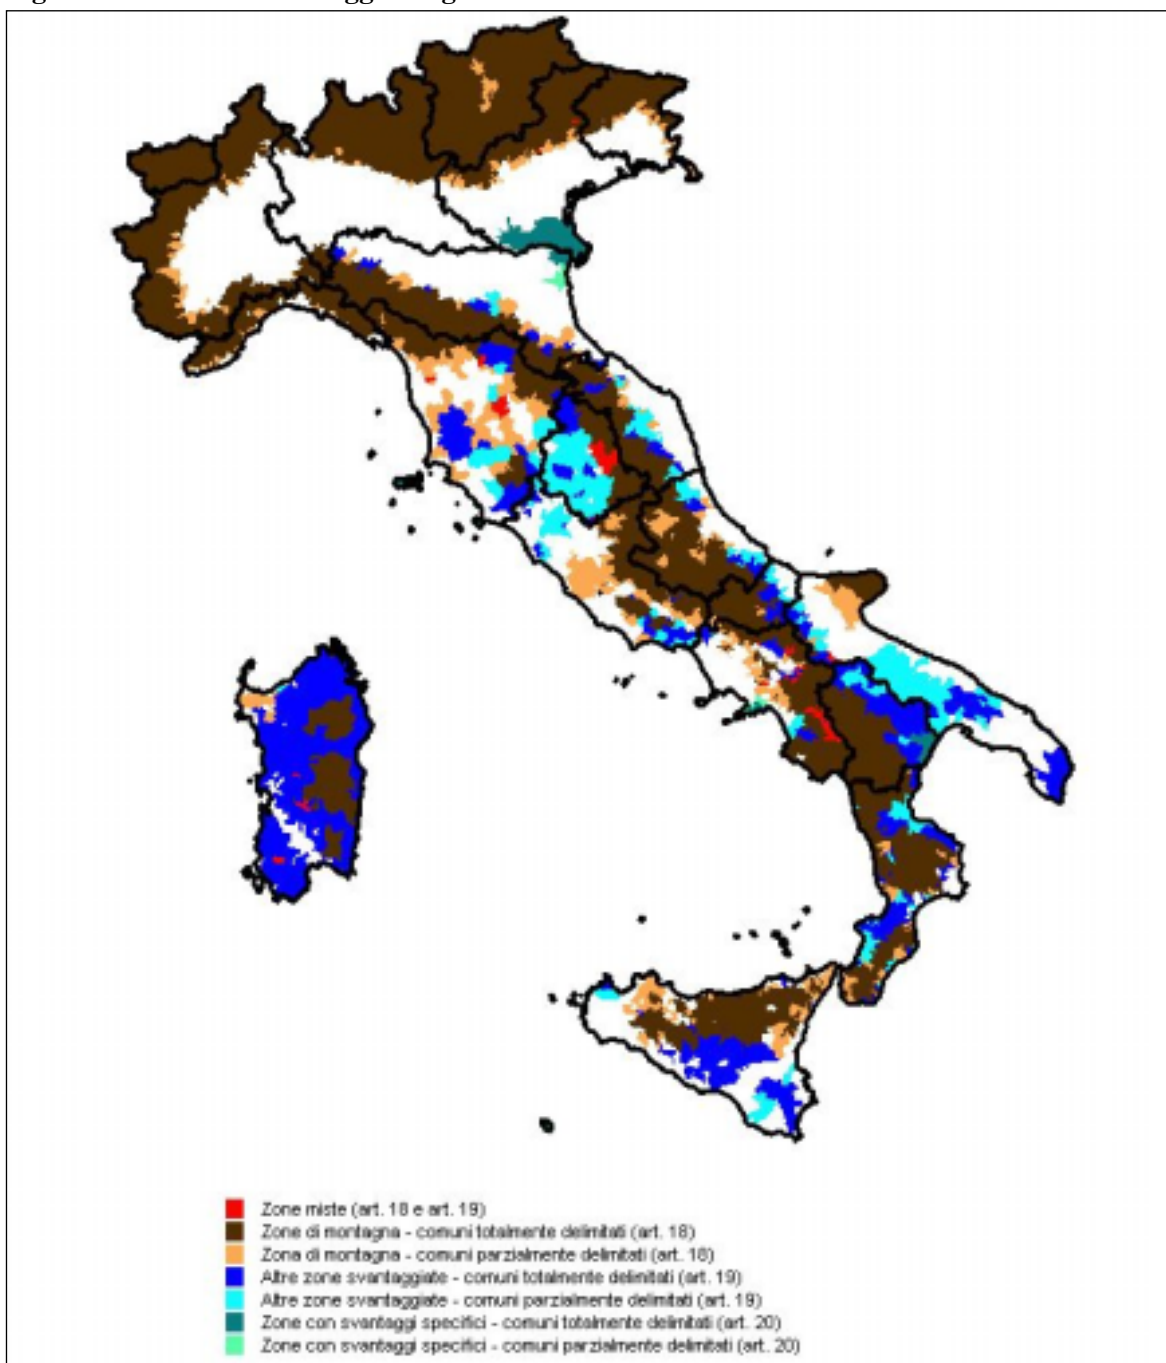 Zone miste (art. 18 e art. 19)
Zone di montagna - comuni totalmente delimitati (art. 18)
Zona di montagna - comuni parzialmente delimitati (art. 18)
Altre zone svantaggiate - comuni totalmente delimitati (art. 19)
Altre zone svantaggiate - comuni parzialmente delimitati (art. 19)
Zone con svantaggi specifici - comuni totalmente delimitati (art. 20)
Zone con svantaggi specifici - comuni parzialmente delimitati (art. 20)